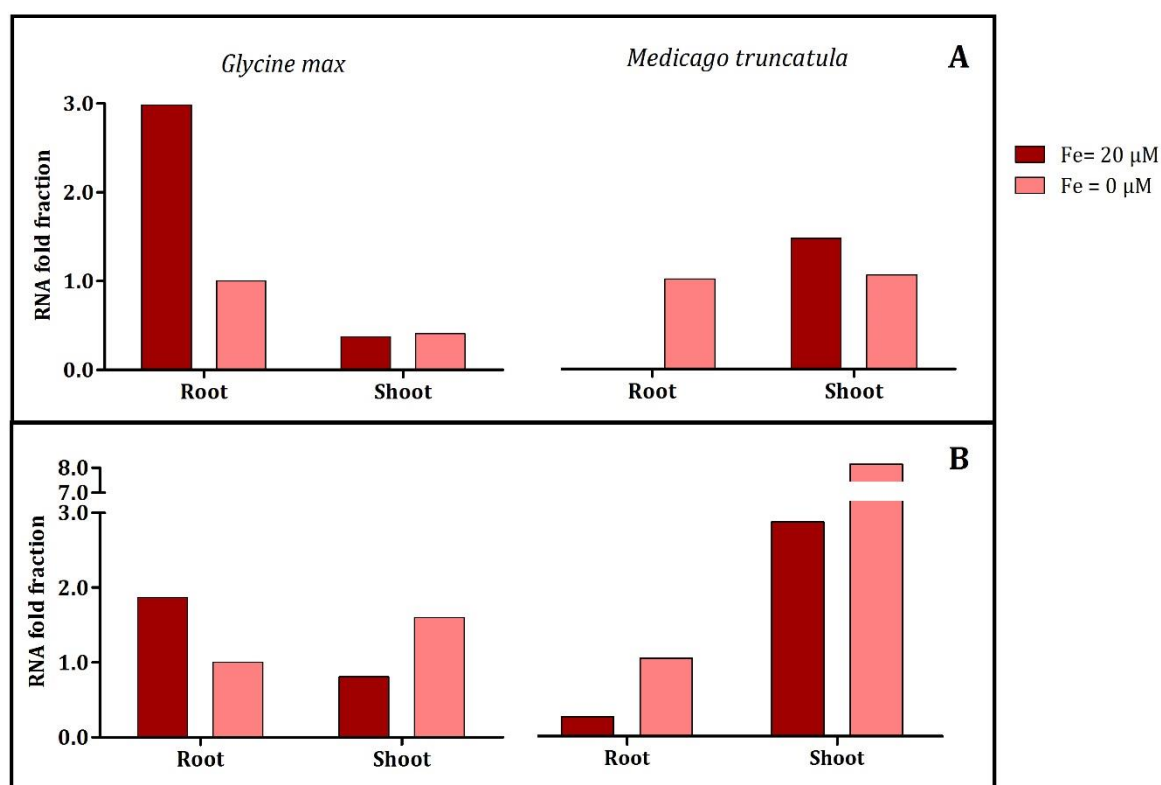 Glycine max
Medicago truncatula
A
RNA fold fraction
3.0
2.0
1.0
0.0
Root
Shoot
Root
Shoot
Fe= 20 µM
Fe = 0 µM
B
RNA fold fraction
8.0
7.0
3.0
2.0
1.0
0.0
Root
Shoot
Root
Shoot